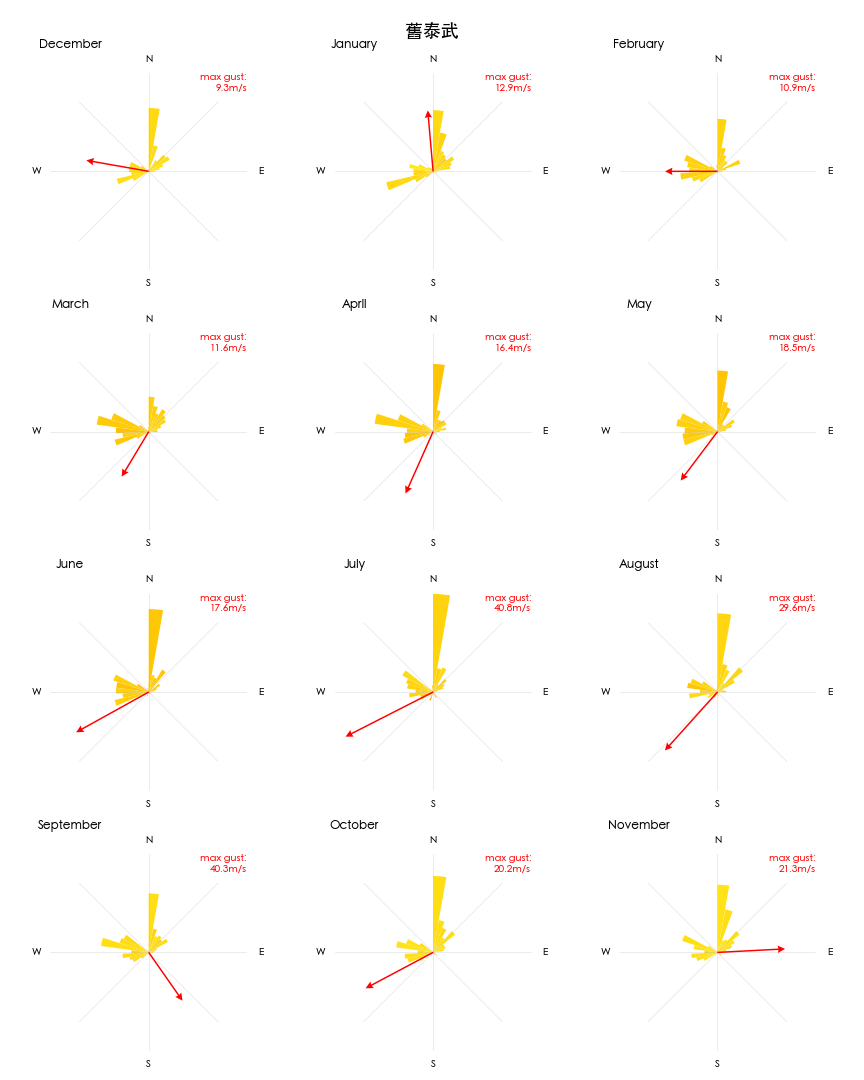 舊泰武
December
January
February
N
N
N
max gust:
9.3m/s
max gust:
12.9m/s
max gust:
10.9m/s
W
E
W
E
W
E
S
S
S
March
April
May
N
N
N
max gust:
11.6m/s
max gust:
16.4m/s
max gust:
18.5m/s
W
E
W
E
W
E
S
S
S
June
July
August
N
N
N
max gust:
17.6m/s
max gust:
40.8m/s
max gust:
29.6m/s
W
E
W
E
W
E
S
S
S
September
October
November
N
N
N
max gust:
40.3m/s
max gust:
20.2m/s
max gust:
21.3m/s
W
E
W
E
W
E
S
S
S